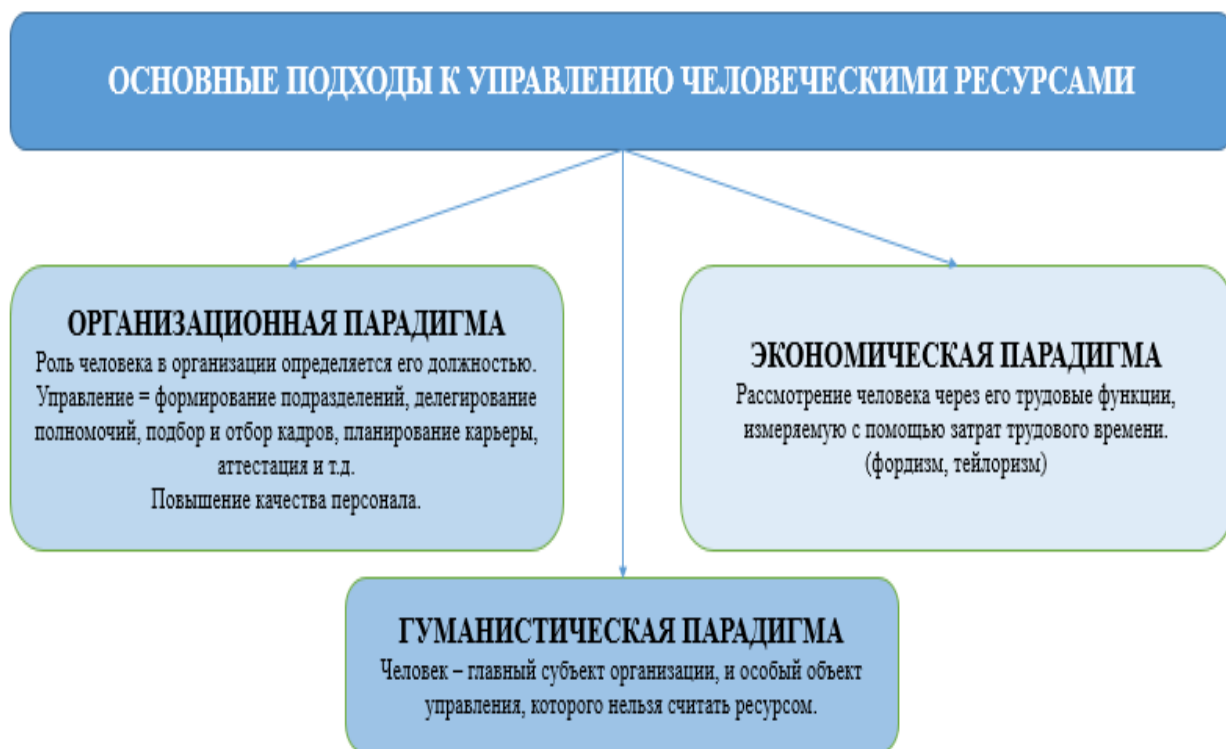 ОСНОВНЫЕ ПОДХОДЫ К УПРАВЛЕНИЮ ЧЕЛОВЕЧЕСКИМИ РЕСУРСАМИ
ОРГАНИЗАЦИОННАЯ ПАРАДИГМА
Роль человека в организации определяется его должностью.
Управление = формирование подразделений, делегирование
полномочий, подбор и отбор кадров, планирование карьеры,
аттестация и т.д.
Повышение качества персонала.
ЭКОНОМИЧЕСКАЯ ПАРАДИГМА
Рассмотрение человека через его трудовые функции,
измеряемую с помощью затрат трудового времени.
(фордизм, тейлоризм)
ГУМАНИСТИЧЕСКАЯ ПАРАДИГМА
Человек – главный субъект организации, и особый объект
управления, которого нельзя считать ресурсом.